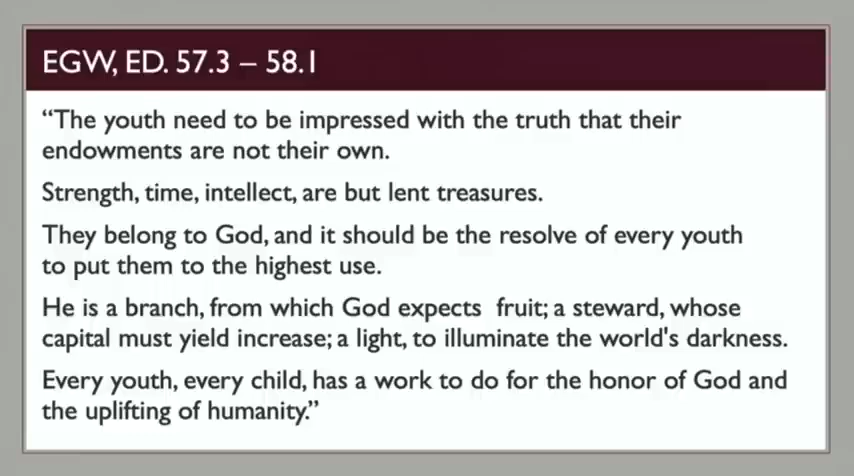 EGW, ED. 57.3 – 58.1
“The youth need to be impressed with the truth that their
endowments are not their own.
Strength, time, intellect, are but lent treasures.
They belong to God, and it should be the resolve of every youth
to put them to the highest use.
He is a branch, from which God expects  fruit; a steward, whose
capital must yield increase; a light, to illuminate the world's darkness.
Every youth, every child, has a work to do for the honor of God and
the uplifting of humanity.”